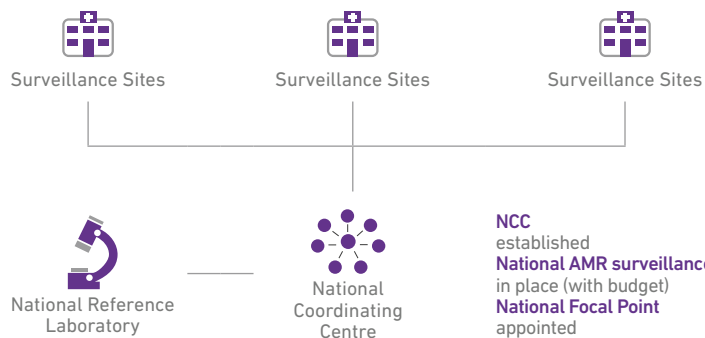 Surveillance Sites
Surveillance Sites
Surveillance Sites
National Reference
Laboratory
National
Coordinating
Centre
NCC
established
National AMR surveillance
in place (with budget)
National Focal Point
appointed